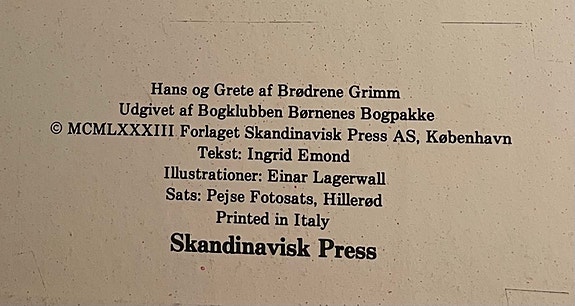 Hans og Grete af Brødrene Grimm
Udgivet af Bogklubben Børnenes Bogpakke
© MCMLXXXIII Forlaget Skandinavisk Press AS, København
Tekst: Ingrid Emond
Illustrationer: Einar Lagerwall
Sats: Pejse Fotosats, Hillerød
Printed in Italy
Skandinavisk Press